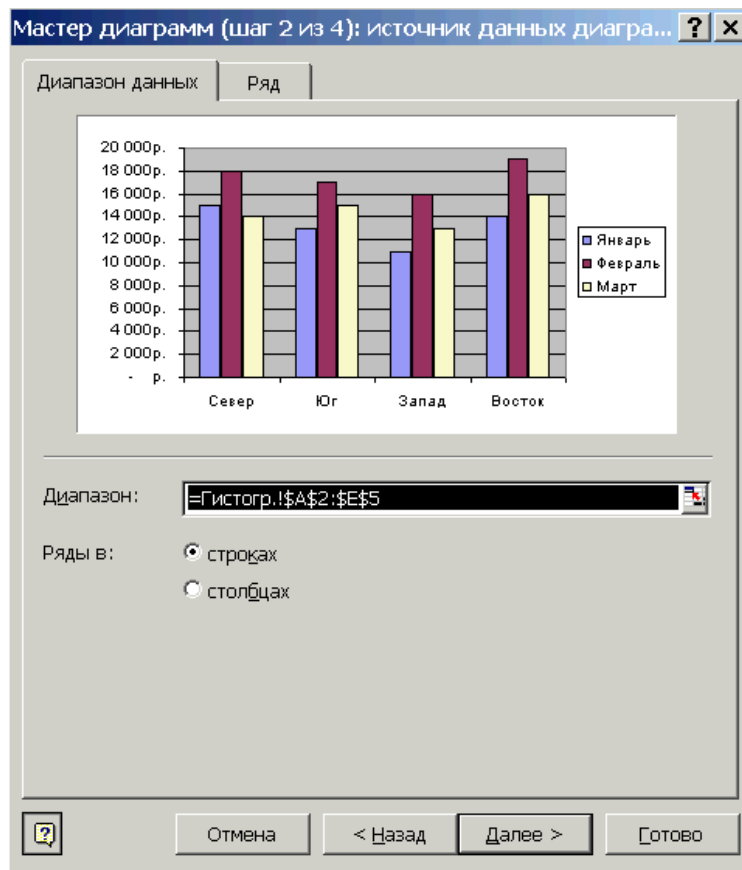 Мастер диаграмм (шаг 2 из 4): источник данных диагра...
Диапазон данных Ряд
20 000р.
18 000р.
16 000р.
14 000р.
12 000р.
10 000р.
8 000р.
6 000р.
4 000р.
2 000р.
- р.
Север Юг Запад Восток
Январь
Февраль
Март
Диапазон: =Гистогр.!$A$2:$E$5
Ряды в: строках
столбцах
Отмена < Назад Далее > Готово